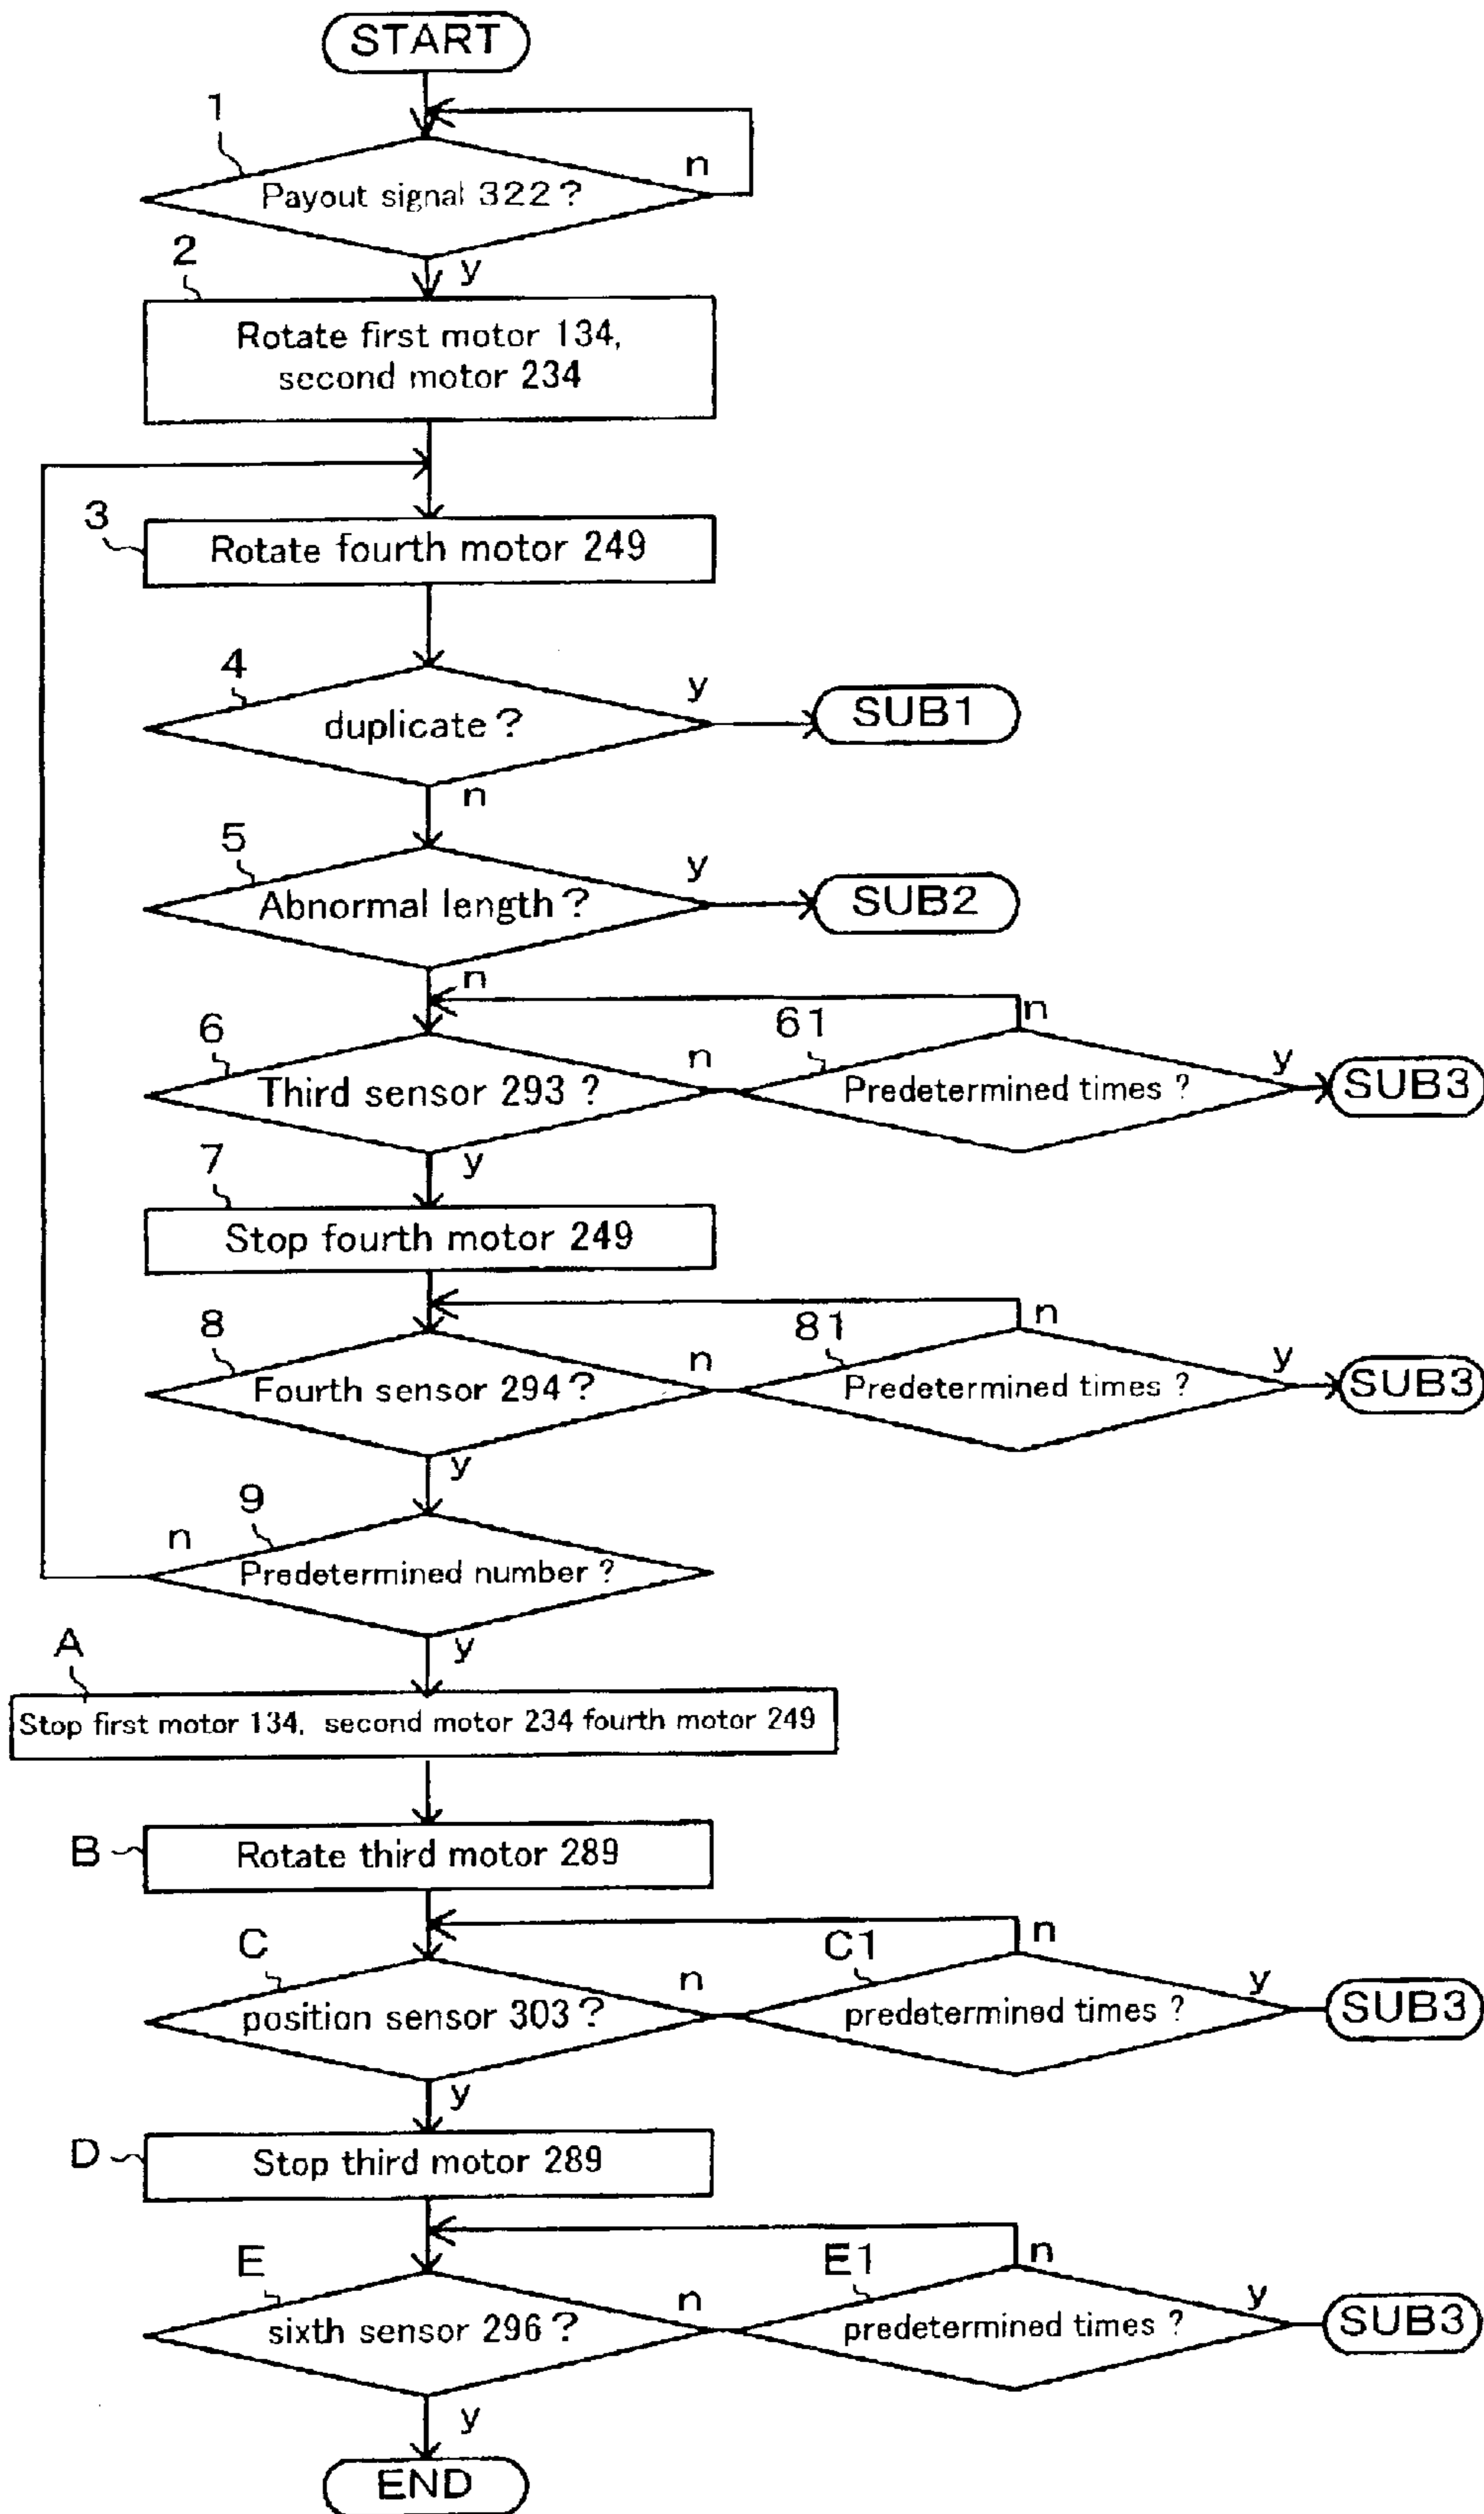 START
1
n
Payout signal 322?
2
y
Rotate first motor 134,
second motor 234
3
Rotate fourth motor 249
4
y
duplicate?
SUB1
n
5
y
Abnormal length?
SUB2
n
6
n
61
n
y
Third sensor 293 ?
Predetermined times ?
SUB3
7
y
Stop fourth motor 249
8
n
81
n
y
Fourth sensor 294?
Predetermined times ?
SUB3
y
9
n
Predetermined number ?
A
y
Stop first motor 134, second motor 234 fourth motor 249
B
Rotate third motor 289
C
n
C1
n
y
position sensor 303?
predetermined times ?
SUB3
y
D
Stop third motor 289
E
n
E1
n
y
sixth sensor 296?
predetermined times ?
SUB3
y
END